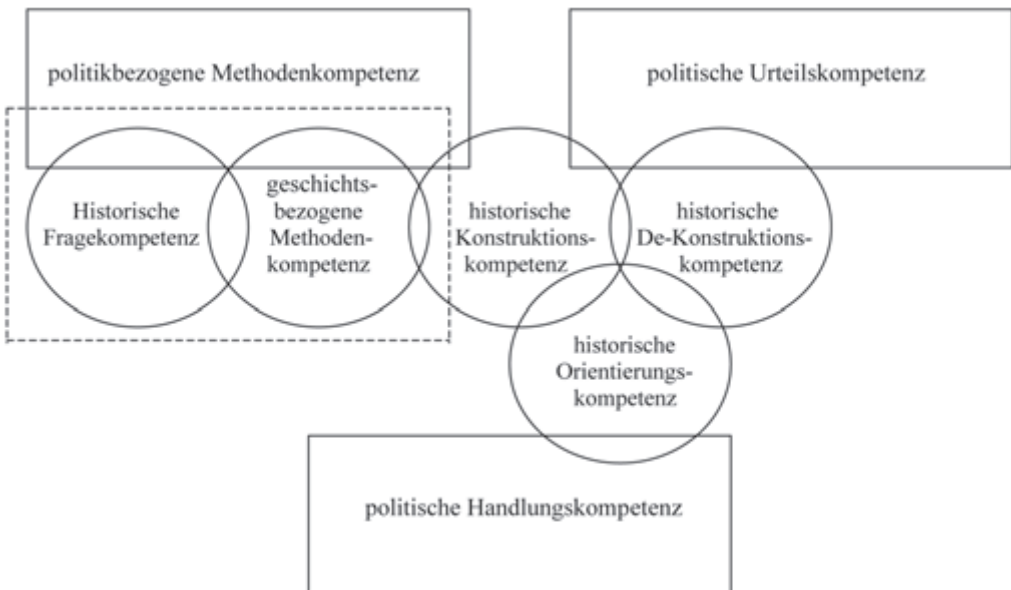 politikbezogene Methodenkompetenz
politische Urteilskompetenz
Historische
Fragekompetenz
geschichts-
bezogene
Methoden-
kompetenz
historische
Konstruktions-
kompetenz
historische
De-Konstruktions-
kompetenz
historische
Orientierungs-
kompetenz
politische Handlungskompetenz